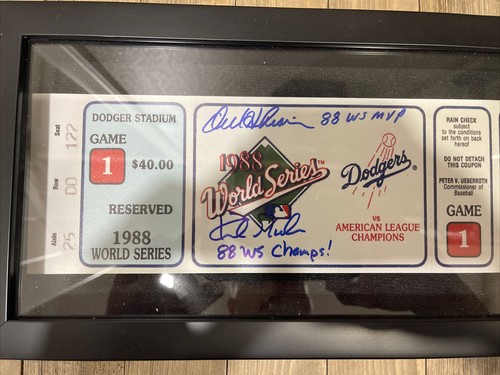 Seat 122
Row DD
Aisle 25
DODGER STADIUM
GAME
1 $40.00
RESERVED
1988
WORLD SERIES
88 WS MVP
1988
World Series™
Dodgers
88 WS Champs!
VS
AMERICAN LEAGUE
CHAMPIONS
RAIN CHECK
subject
to the conditions
set forth on back
hereof
DO NOT DETACH
THIS COUPON
PETER V. UEBERROTH
Commissioner of
Baseball
GAME
1